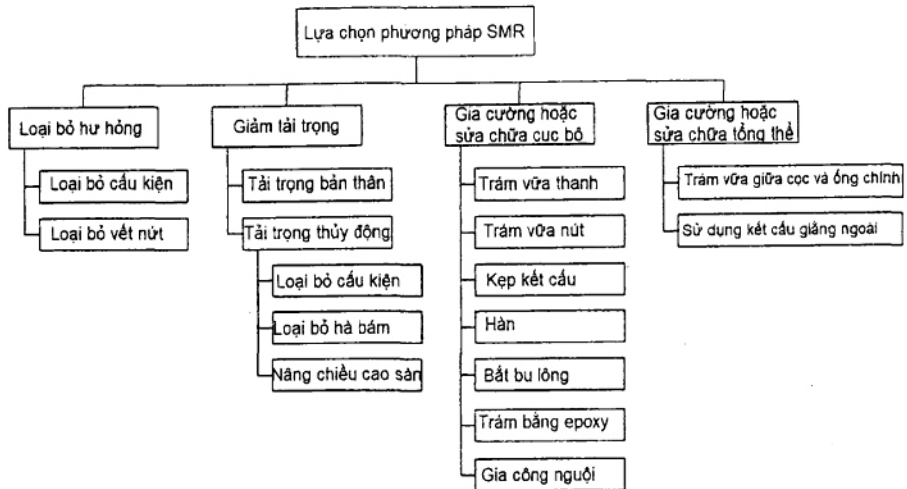 Lựa chọn phương pháp SMR
Loại bỏ hư hỏng
Loại bỏ cấu kiện
Loại bỏ vết nứt
Giảm tải trọng
Tải trọng bản thân
Tải trọng thủy động
Loại bỏ cấu kiện
Loại bỏ hà bám
Nâng chiều cao sàn
Gia cường hoặc
sửa chữa cục bộ
Trám vữa thanh
Trám vữa nút
Kẹp kết cấu
Hàn
Bắt bu lông
Trám bằng epoxy
Gia công nguội
Gia cường hoặc
sửa chữa tổng thể
Trám vữa giữa cọc và ống chính
Sử dụng kết cấu giằng ngoài